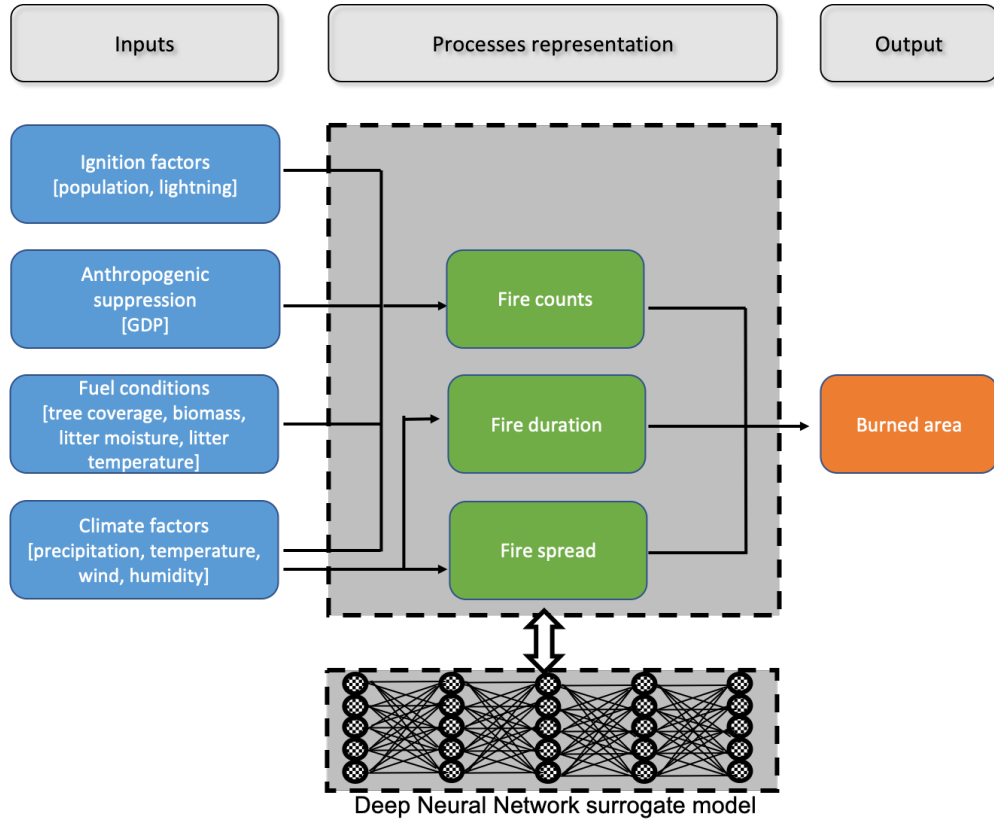 Inputs
Processes representation
Output
Ignition factors
[population, lightning]
Anthropogenic
suppression
[GDP]
Fire counts
Fuel conditions
[tree coverage, biomass,
litter moisture, litter
temperature]
Fire duration
Burned area
Climate factors
[precipitation, temperature,
wind, humidity]
Fire spread
Deep Neural Network surrogate model